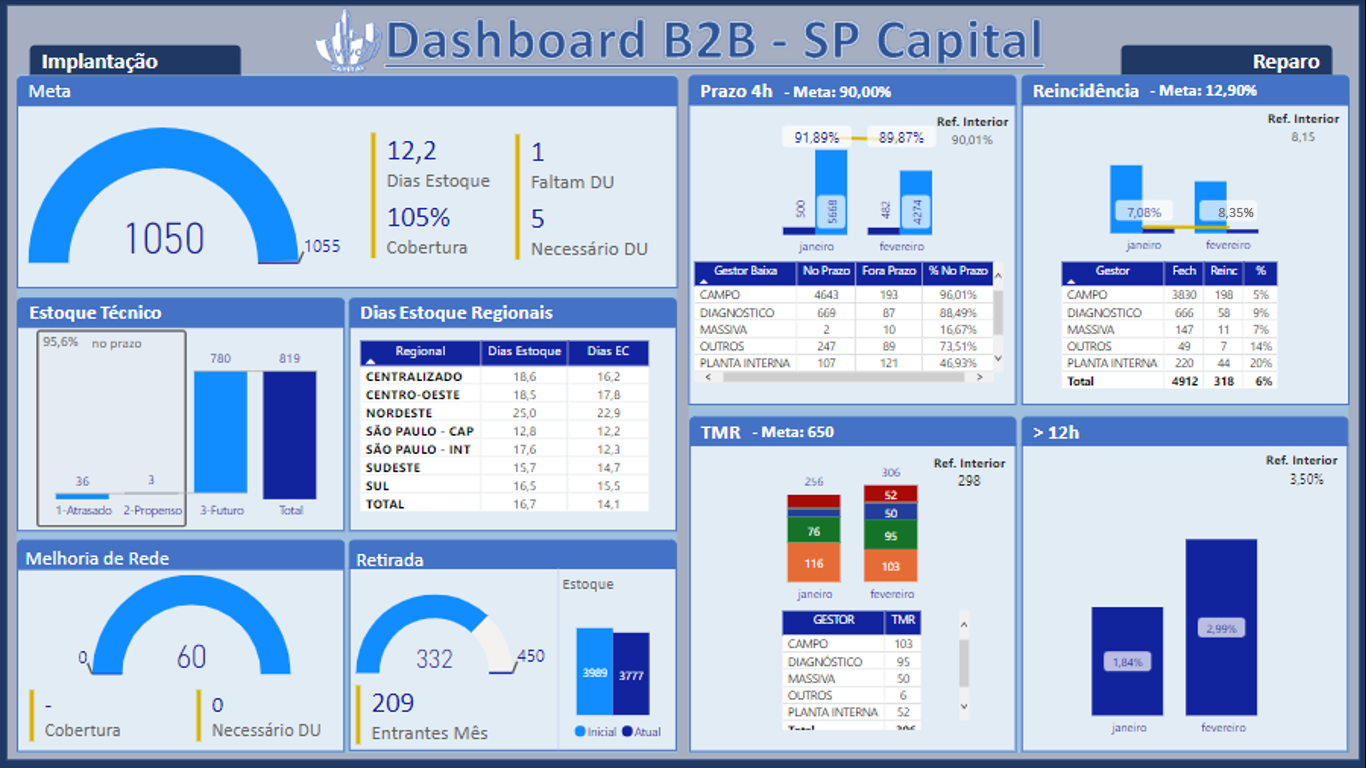 Dashboard B2B - SP Capital
Implantação
Reparo
Meta
1050
1055
12,2
Dias Estoque
105%
Cobertura
1
Faltam DU
5
Necessário DU
Estoque Técnico
95,6% no prazo
36
3
780
819
1-Atrasado 2-Propenso 3-Futuro Total
Dias Estoque Regionais
Regional Dias Estoque Dias EC
CENTRALIZADO 18,6 16,2
CENTRO-OESTE 18,5 17,8
NORDESTE 25,0 22,9
SÃO PAULO - CAP 12,8 12,2
SÃO PAULO - INT 17,6 12,3
SUDESTE 15,7 14,7
SUL 16,5 15,5
TOTAL 16,7 14,1
Melhoria de Rede
0
60
-
Cobertura
0
Necessário DU
Retirada
332
450
209
Entrantes Mês
Estoque
3989 3777
Inicial Atual
Prazo 4h - Meta: 90,00%
Ref. Interior
90,01%
91,89% 89,87%
500 5668 482 4274
janeiro fevereiro
Gestor Baixa No Prazo Fora Prazo % No Prazo
CAMPO 4643 193 96,01%
DIAGNOSTICO 669 87 88,49%
MASSIVA 2 10 16,67%
OUTROS 247 89 73,51%
PLANTA INTERNA 107 121 46,93%
Reincidência - Meta: 12,90%
Ref. Interior
8,15
7,08% 8,35%
janeiro fevereiro
Gestor Fech Reinc %
CAMPO 3830 198 5%
DIAGNOSTICO 666 58 9%
MASSIVA 147 11 7%
OUTROS 49 7 14%
PLANTA INTERNA 220 44 20%
Total 4912 318 6%
TMR - Meta: 650
Ref. Interior
298
256 306
76
116
52
50
95
103
janeiro fevereiro
GESTOR TMR
CAMPO 103
DIAGNÓSTICO 95
MASSIVA 50
OUTROS 6
PLANTA INTERNA 52
Total 306
> 12h
Ref. Interior
3,50%
1,84% 2,99%
janeiro fevereiro